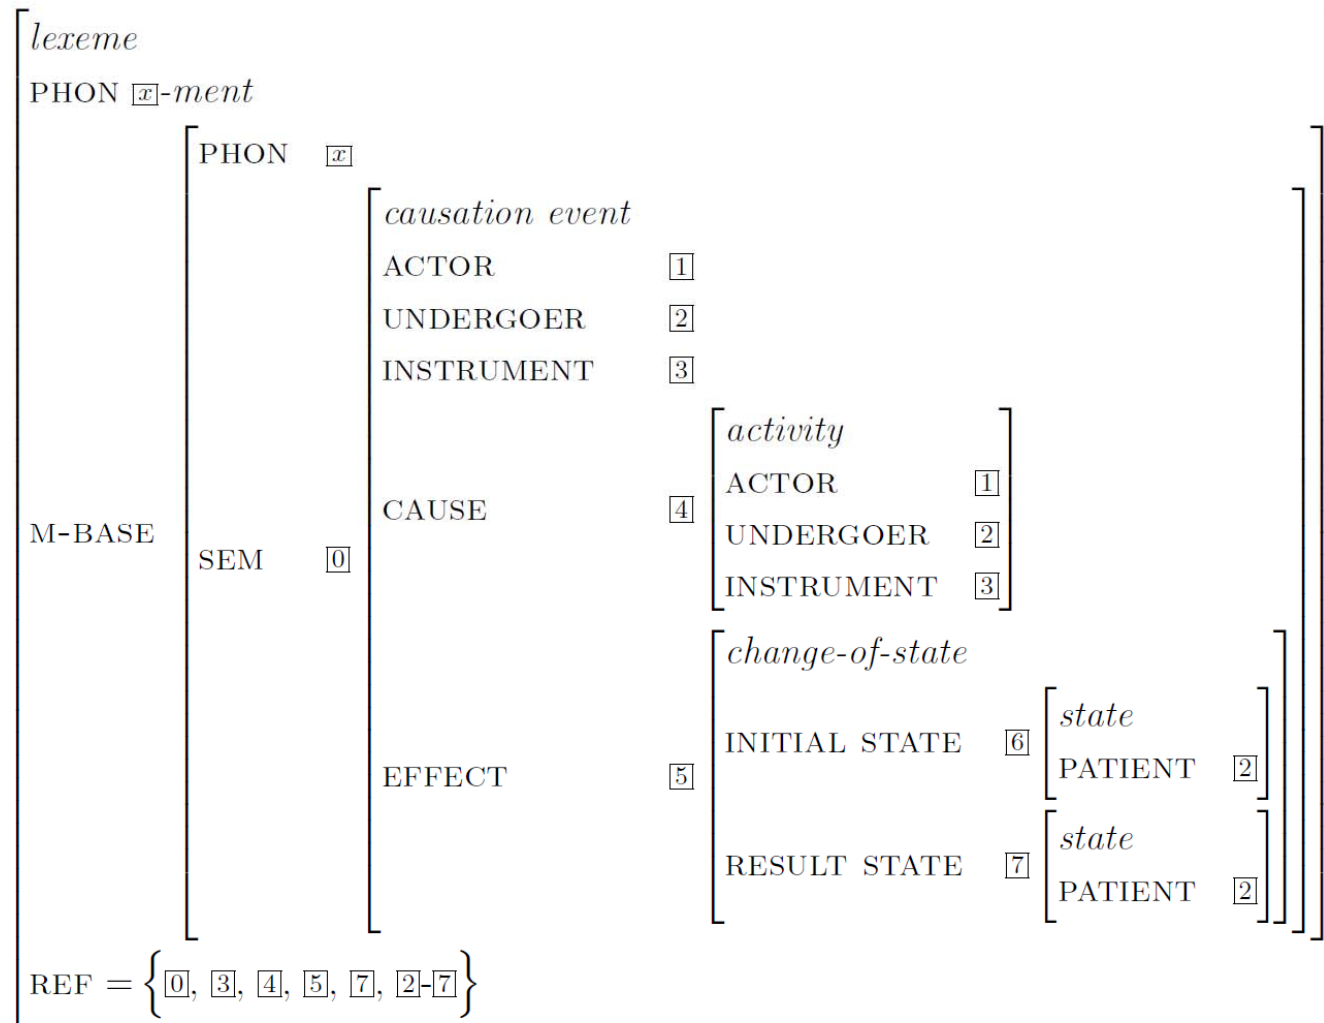 lexeme
PHON x-ment
PHON x
causation event
ACTOR 1
UNDERGOER 2
INSTRUMENT 3
activity
ACTOR 1
UNDERGOER 2
INSTRUMENT 3
CAUSE 4
M-BASE
SEM 0
change-of-state
INITIAL STATE 6
state
PATIENT 2
EFFECT 5
RESULT STATE 7
state
PATIENT 2
REF = {0, 3, 4, 5, 7, 2-7}